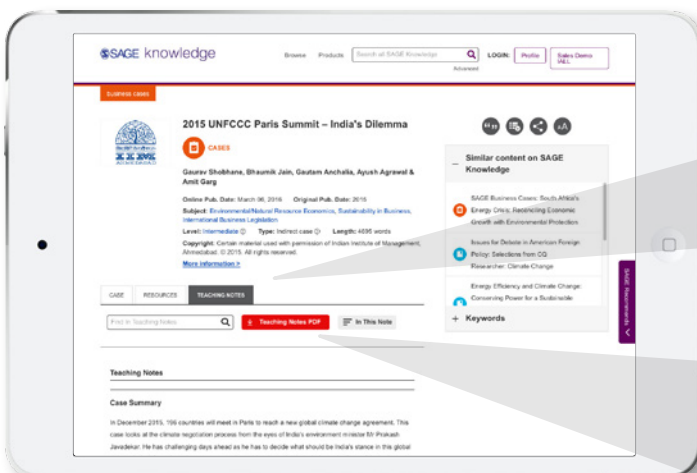 SAGE knowledge
Browse Products Search all SAGE Knowledge LOGIN: Profile Sales Demo
Advanced
Business Cases
2015 UNFCCC Paris Summit – India's Dilemma
CASES
Gaurav Shobhane, Bhaumik Jain, Gautam Anchalia, Ayush Agrawal &
Amit Garg
Online Pub. Date: March 06, 2016 Original Pub. Date: 2016
Subject: Environmental/Natural Resource Economics, Sustainability in Business,
International Business Legislation
Level: Intermediate Type: Indirect case Length: 4695 words
Copyright: Certain material used with permission of Indian Institute of Management,
Ahmedabad. © 2015. All rights reserved.
More information >
Similar content on SAGE
Knowledge
SAGE Business Cases: South Africa's
Energy Crisis: Reconciling Economic
Growth with Environmental Protection
Issues for Debate in American Foreign
Policy: Selections from CQ
Researcher: Climate Change
Energy Efficiency and Climate Change:
Conserving Power for a Sustainable
Keywords
SAGE Recommends
CASE RESOURCES TEACHING NOTES
Find in Teaching Notes Teaching Notes PDF In This Note
Teaching Notes
Case Summary
In December 2015, 196 countries will meet in Paris to reach a new global climate change agreement. This
case looks at the climate negotiation process from the eyes of India's environment minister Mr Prakash
Javadekar. He has challenging days ahead as he has to decide what should be India's stance in this global